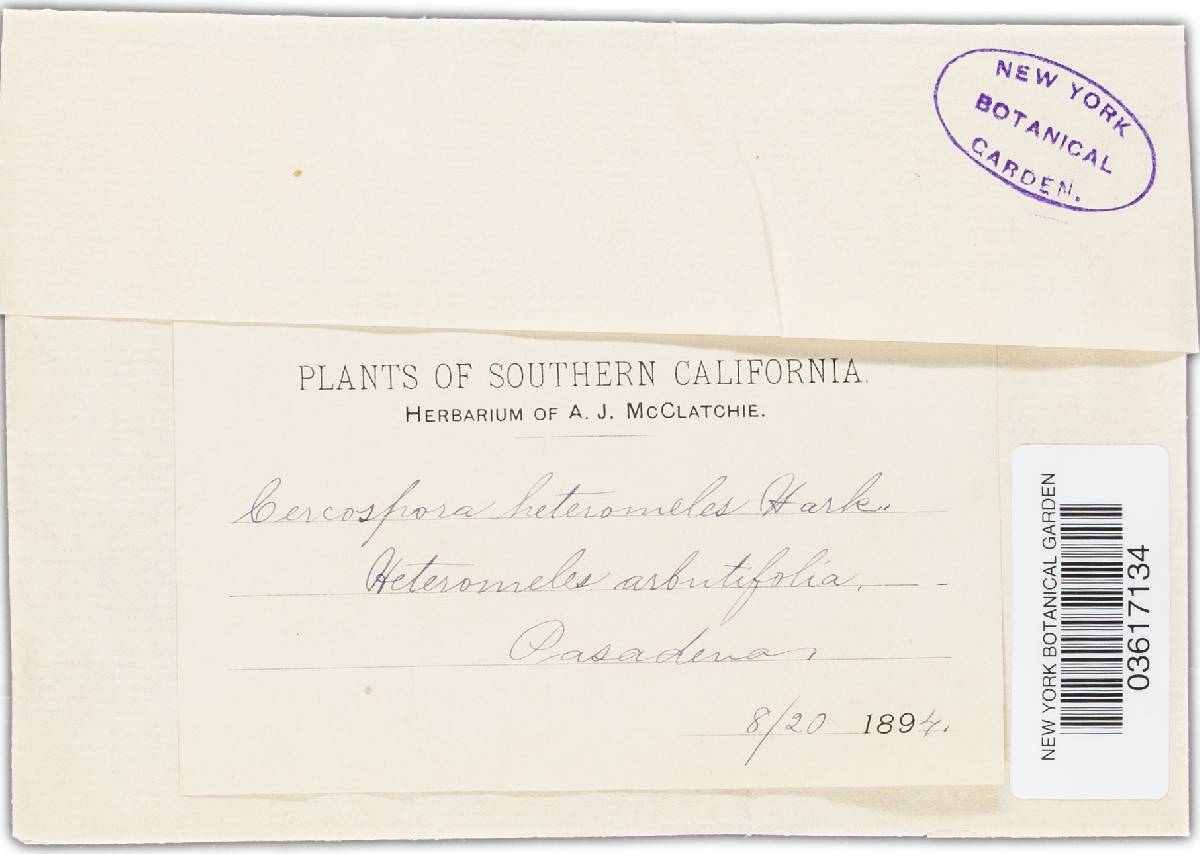 NEW YORK
BOTANICAL
GARDEN.
PLANTS OF SOUTHERN CALIFORNIA.
HERBARIUM OF A. J. MCCLATCHIE.
Cercospora heteromeles Hark.
Heteromeles arbutifolia, — -
Pasadena,
8/20 1894.
NEW YORK BOTANICAL GARDEN
03617134